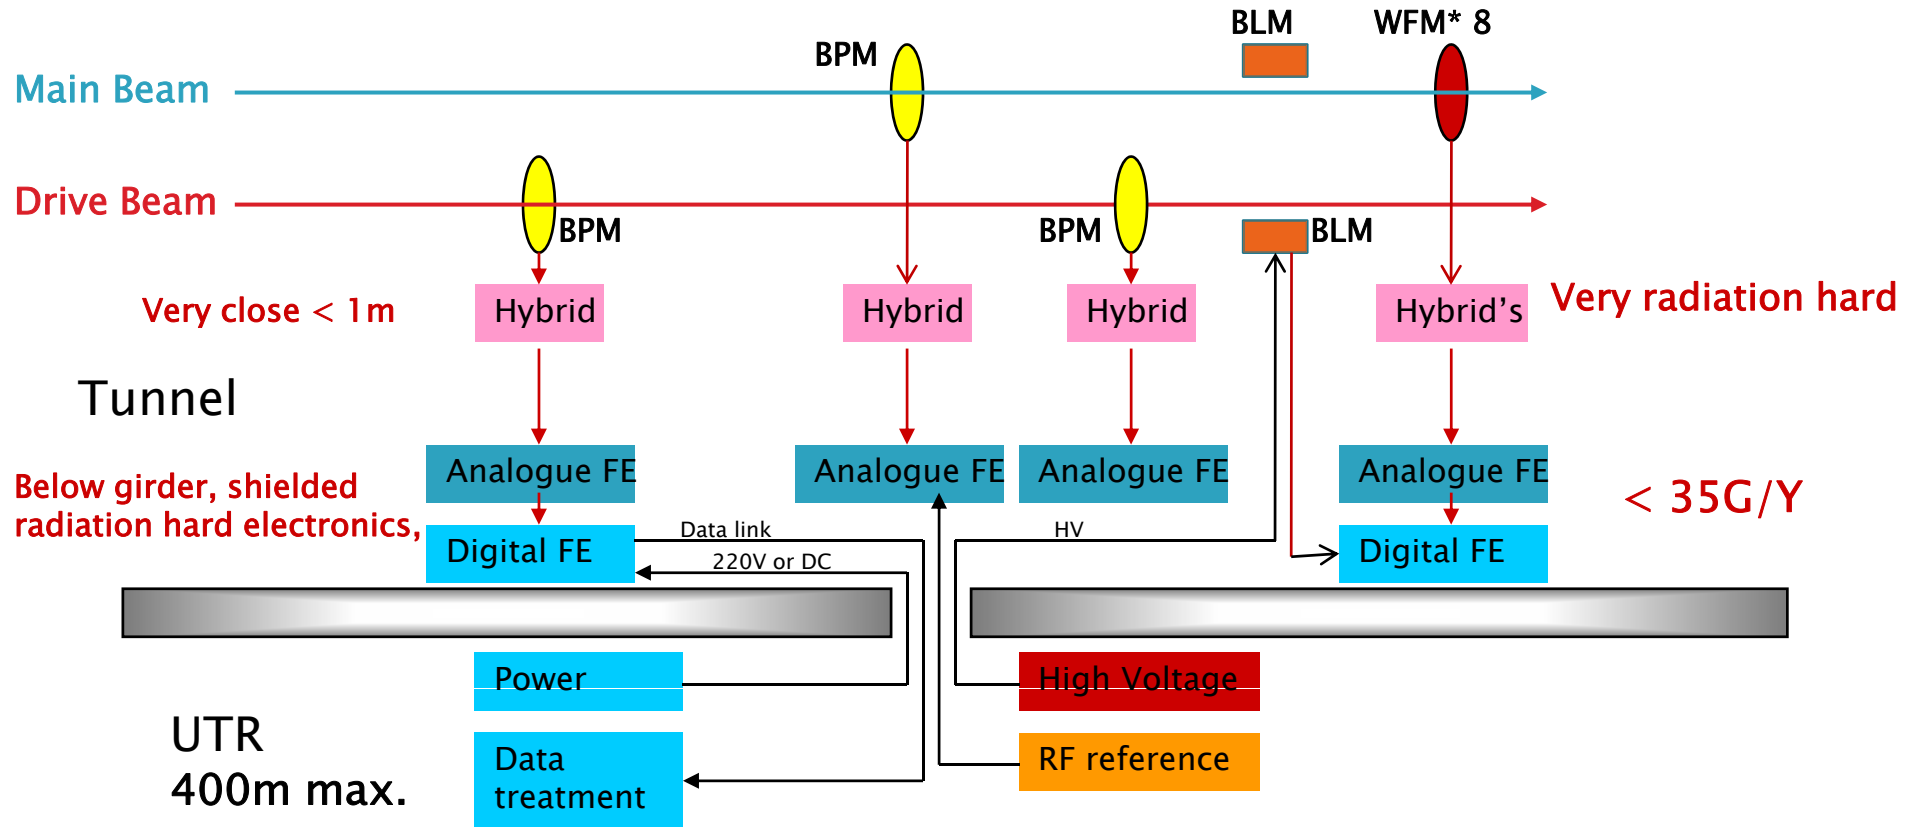 BLM
WFM* 8
BPM
Main Beam
Drive Beam
BPM
BPM
BLM
Very close < 1m
Hybrid
Hybrid
Hybrid
Hybrid's
Very radiation hard
Tunnel
Analogue FE
Analogue FE
Analogue FE
Analogue FE
Below girder, shielded
radiation hard electronics,
< 35G/Y
Data link
HV
Digital FE
220V or DC
Digital FE
Power
High Voltage
UTR
400m max.
Data
treatment
RF reference